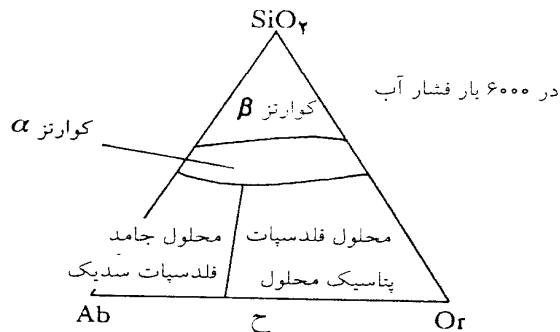 SiO۲
در ۶۰۰۰ بار فشار آب
کوارتز β
کوارتز α
محلول فلدسپات
پتاسیک محلول
محلول جامد
فلدسپات سدیک
Ab
ح
Or